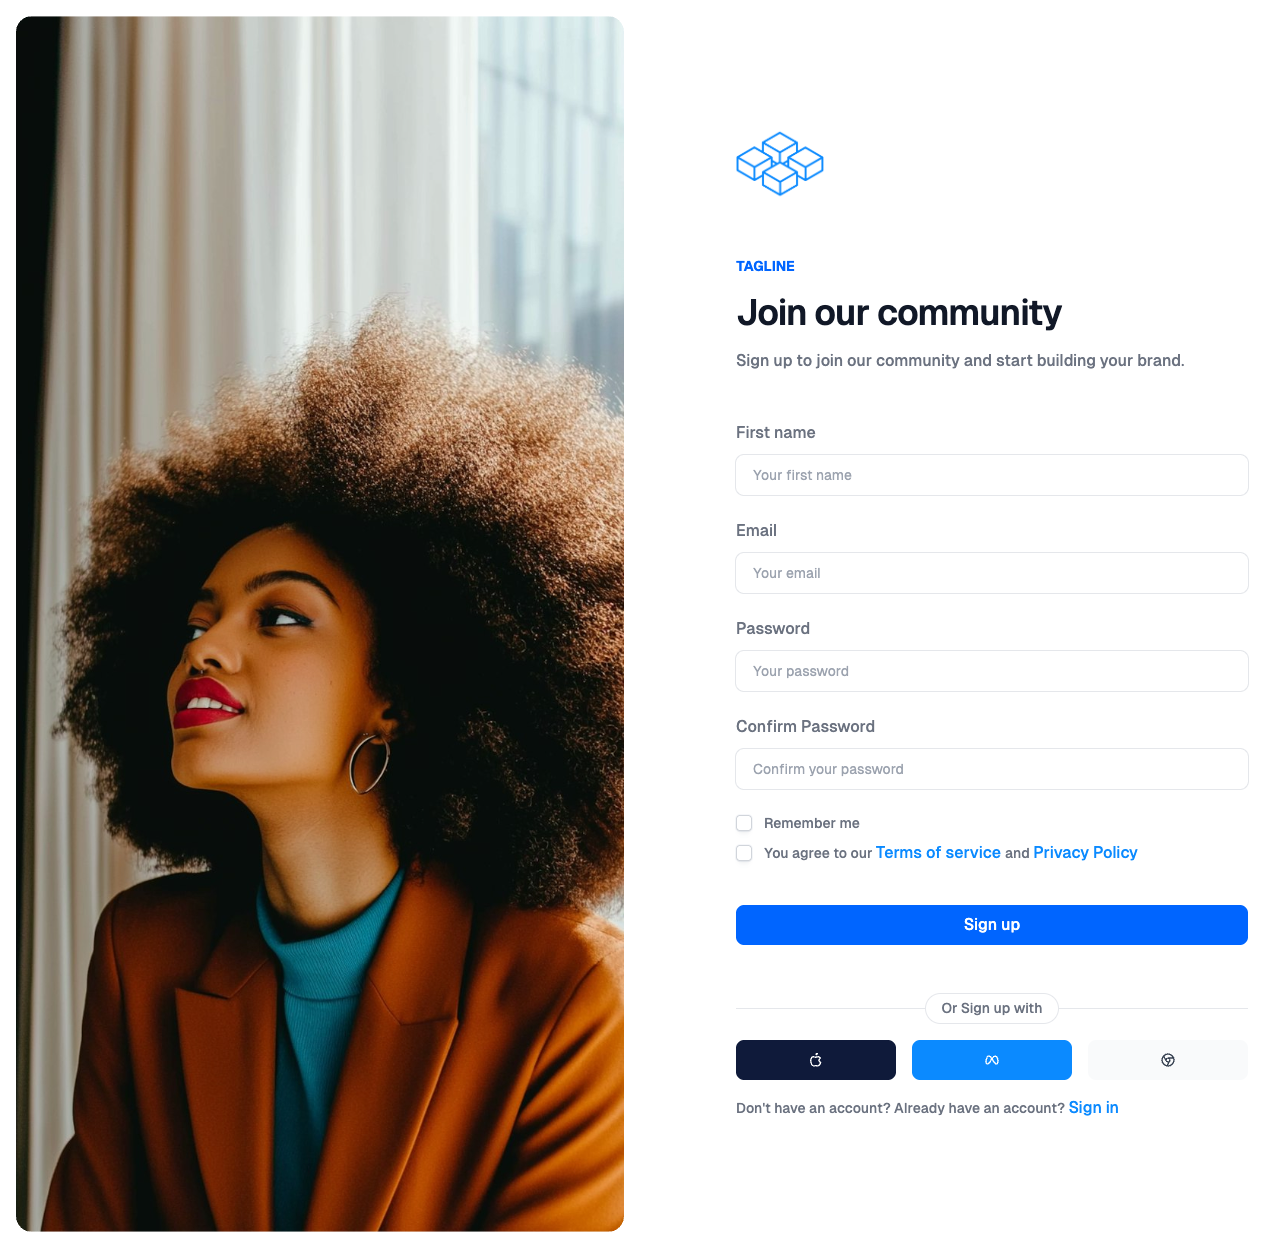 TAGLINE
Join our community
Sign up to join our community and start building your brand.
First name
Your first name
Email
Your email
Password
Your password
Confirm Password
Confirm your password
Remember me
You agree to our Terms of service and Privacy Policy
Sign up
Or Sign up with
Don't have an account? Already have an account? Sign in